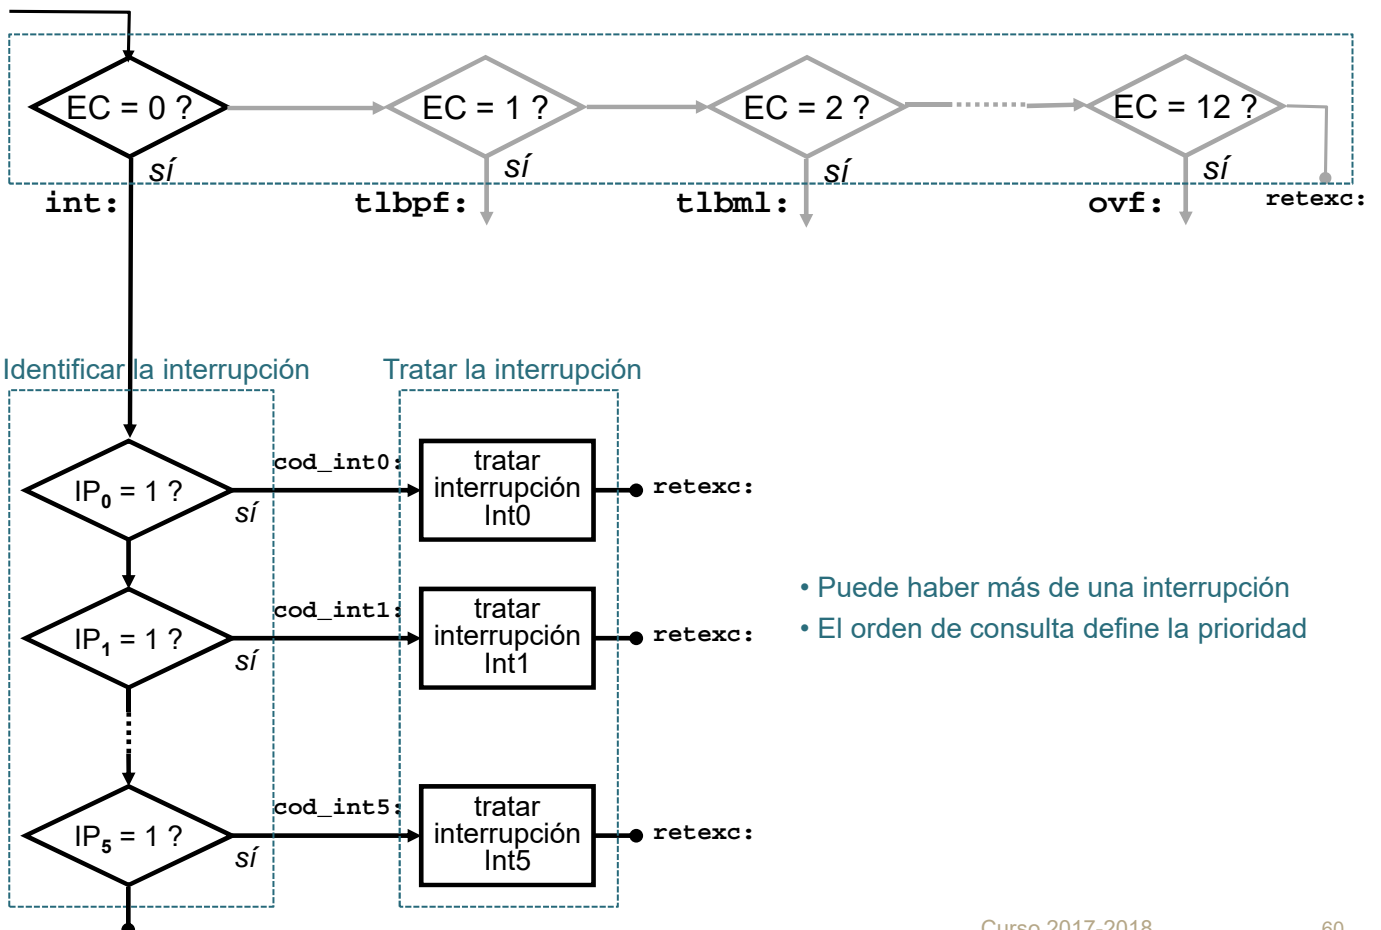 EC = 0 ?
EC = 1 ?
EC = 2 ?
EC = 12 ?
sí
sí
sí
sí
int:
tlbpf:
tlbml:
ovf:
retexc:
Identificar la interrupción
Tratar la interrupción
IP0 = 1 ?
sí
cod_int0:
tratar
interrupción
Int0
retexc:
IP1 = 1 ?
sí
cod_int1:
tratar
interrupción
Int1
retexc:
• Puede haber más de una interrupción
• El orden de consulta define la prioridad
IP5 = 1 ?
sí
cod_int5:
tratar
interrupción
Int5
retexc:
Curso 2017-2018
60